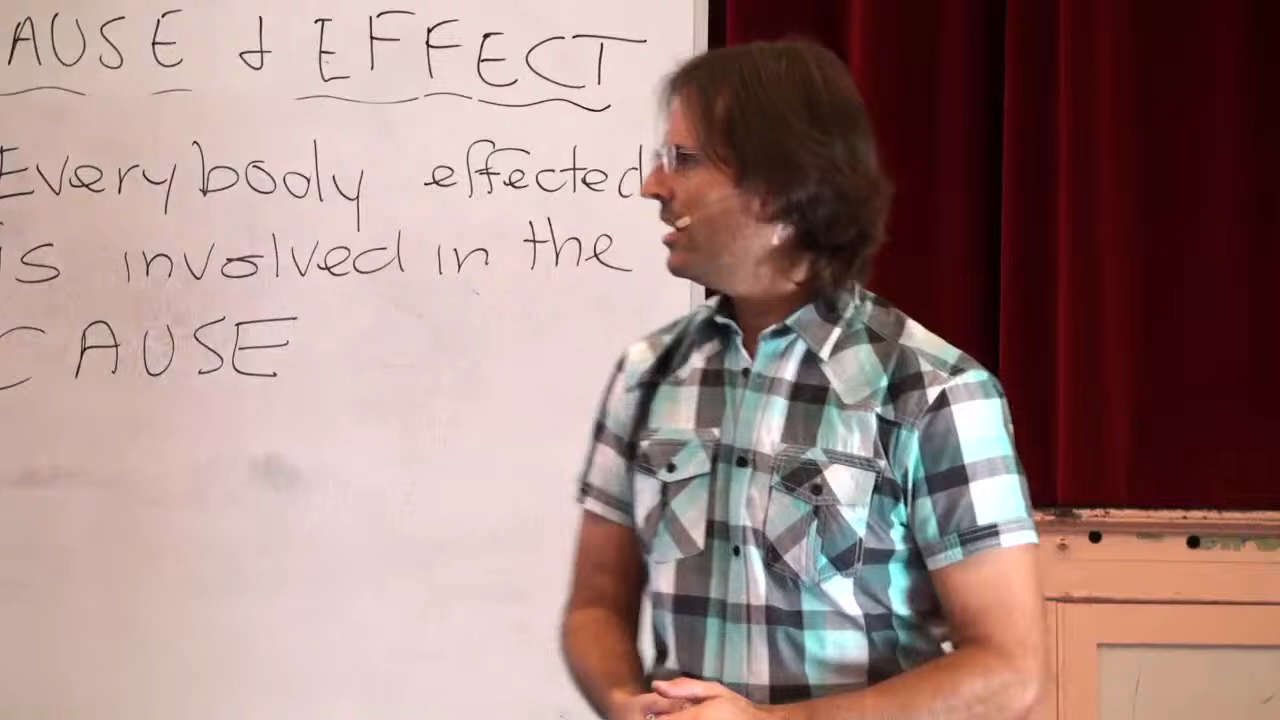 AUSE & EFFECT
Everybody effected
is involved in the
CAUSE